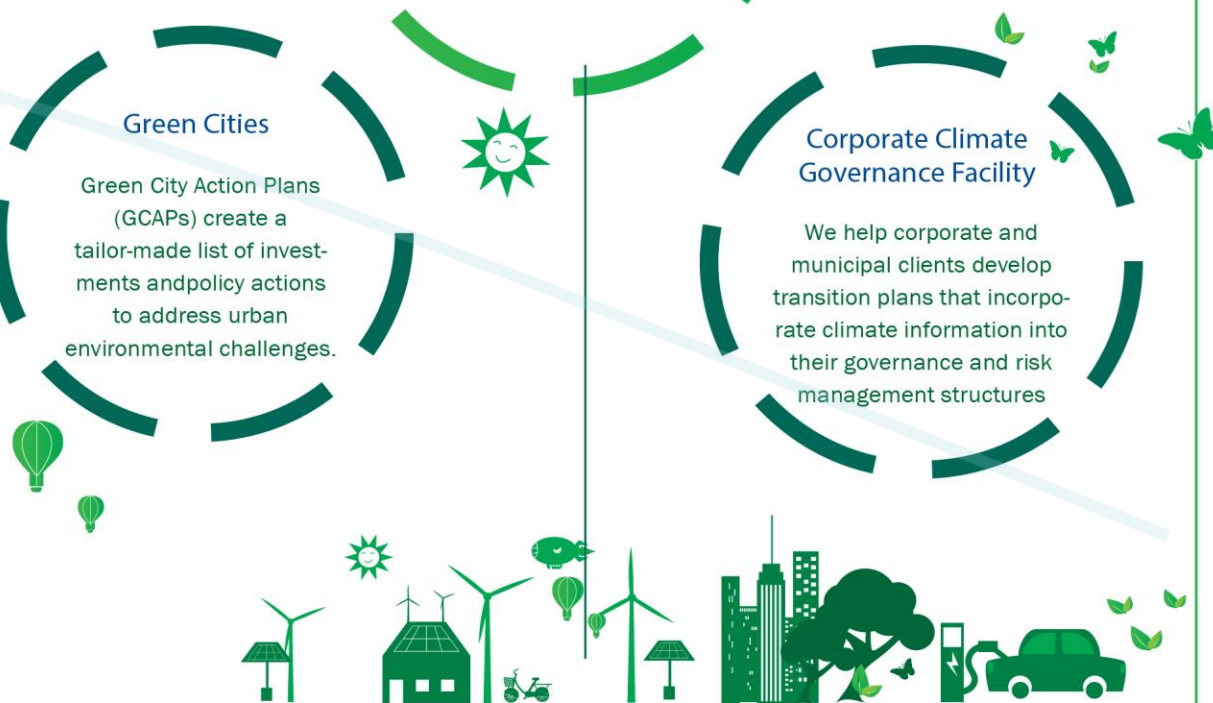 Green Cities
Green City Action Plans
(GCAPs) create a
tailor-made list of invest-
ments andpolicy actions
to address urban
environmental challenges.
Corporate Climate
Governance Facility
We help corporate and
municipal clients develop
transition plans that incorpo-
rate climate information into
their governance and risk
management structures